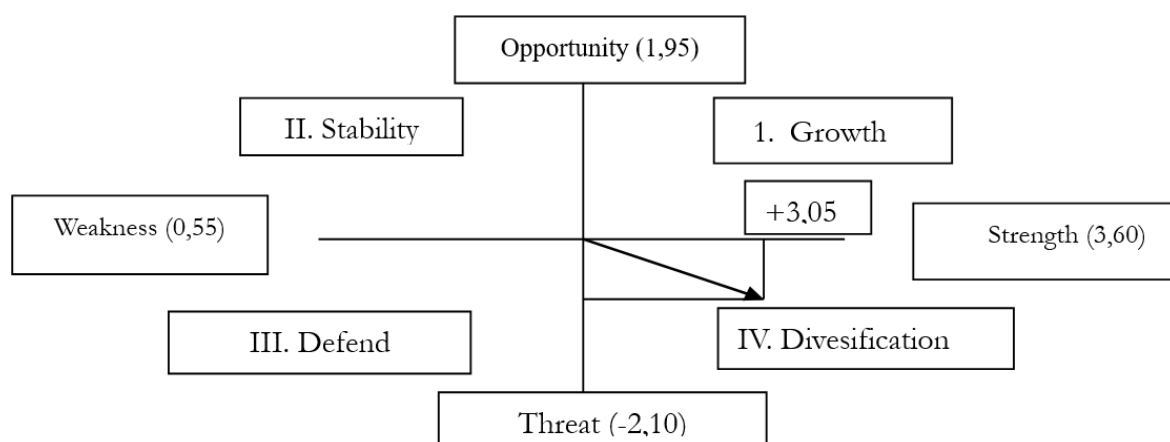 Opportunity (1,95)
II. Stability
1. Growth
+3,05
Weakness (0,55)
Strength (3,60)
III. Defend
IV. Divesification
Threat (-2,10)